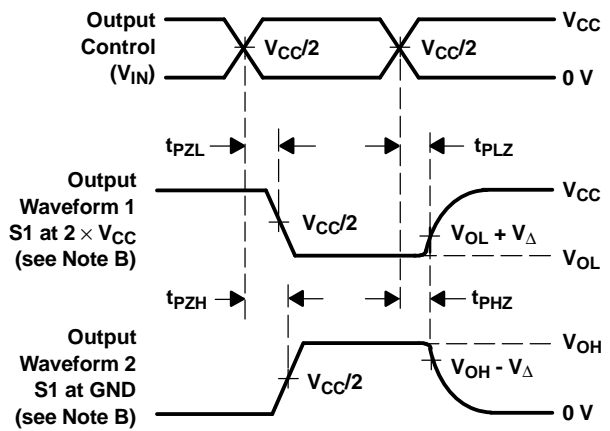 Output
Control
(VIN)
VCC/2
VCC/2
VCC
0 V
tPZL
tPLZ
Output
Waveform 1
S1 at 2 × VCC
(see Note B)
VCC/2
VCC
VOL + VΔ
VOL
tPZH
tPHZ
Output
Waveform 2
S1 at GND
(see Note B)
VCC/2
VOH
VOH - VΔ
0 V